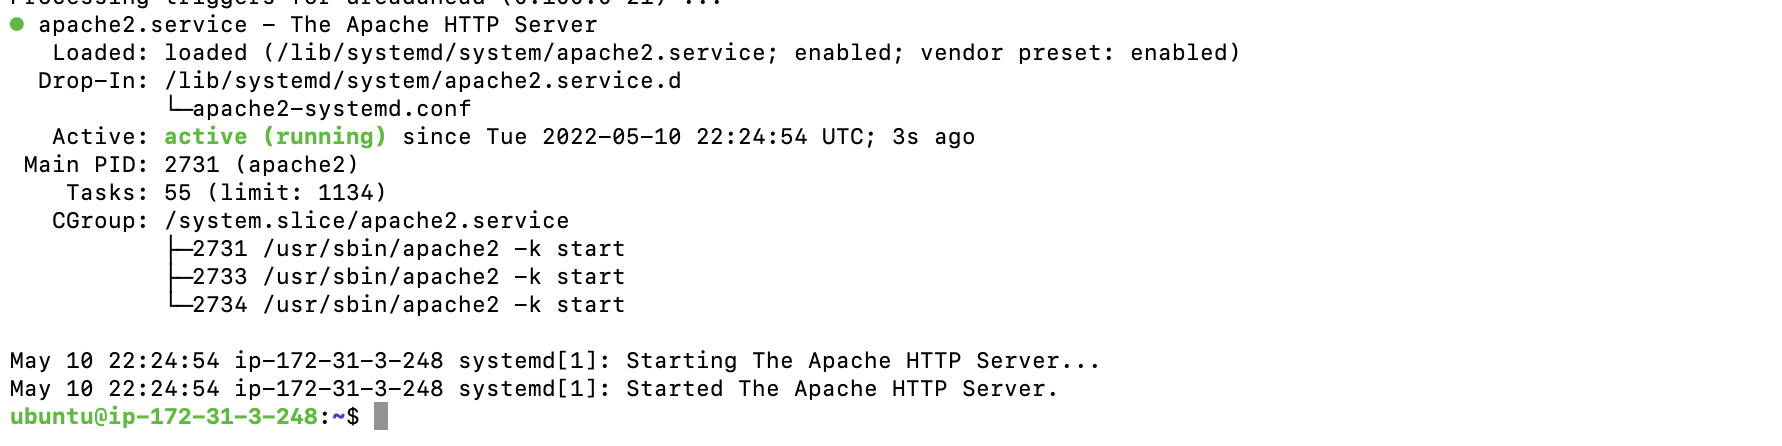 ● apache2.service - The Apache HTTP Server
   Loaded: loaded (/lib/systemd/system/apache2.service; enabled; vendor preset: enabled)
  Drop-In: /lib/systemd/system/apache2.service.d
           └─apache2-systemd.conf
   Active: active (running) since Tue 2022-05-10 22:24:54 UTC; 3s ago
 Main PID: 2731 (apache2)
    Tasks: 55 (limit: 1134)
   CGroup: /system.slice/apache2.service
           ├─2731 /usr/sbin/apache2 -k start
           ├─2733 /usr/sbin/apache2 -k start
           └─2734 /usr/sbin/apache2 -k start

May 10 22:24:54 ip-172-31-3-248 systemd[1]: Starting The Apache HTTP Server...
May 10 22:24:54 ip-172-31-3-248 systemd[1]: Started The Apache HTTP Server.
ubuntu@ip-172-31-3-248:~$